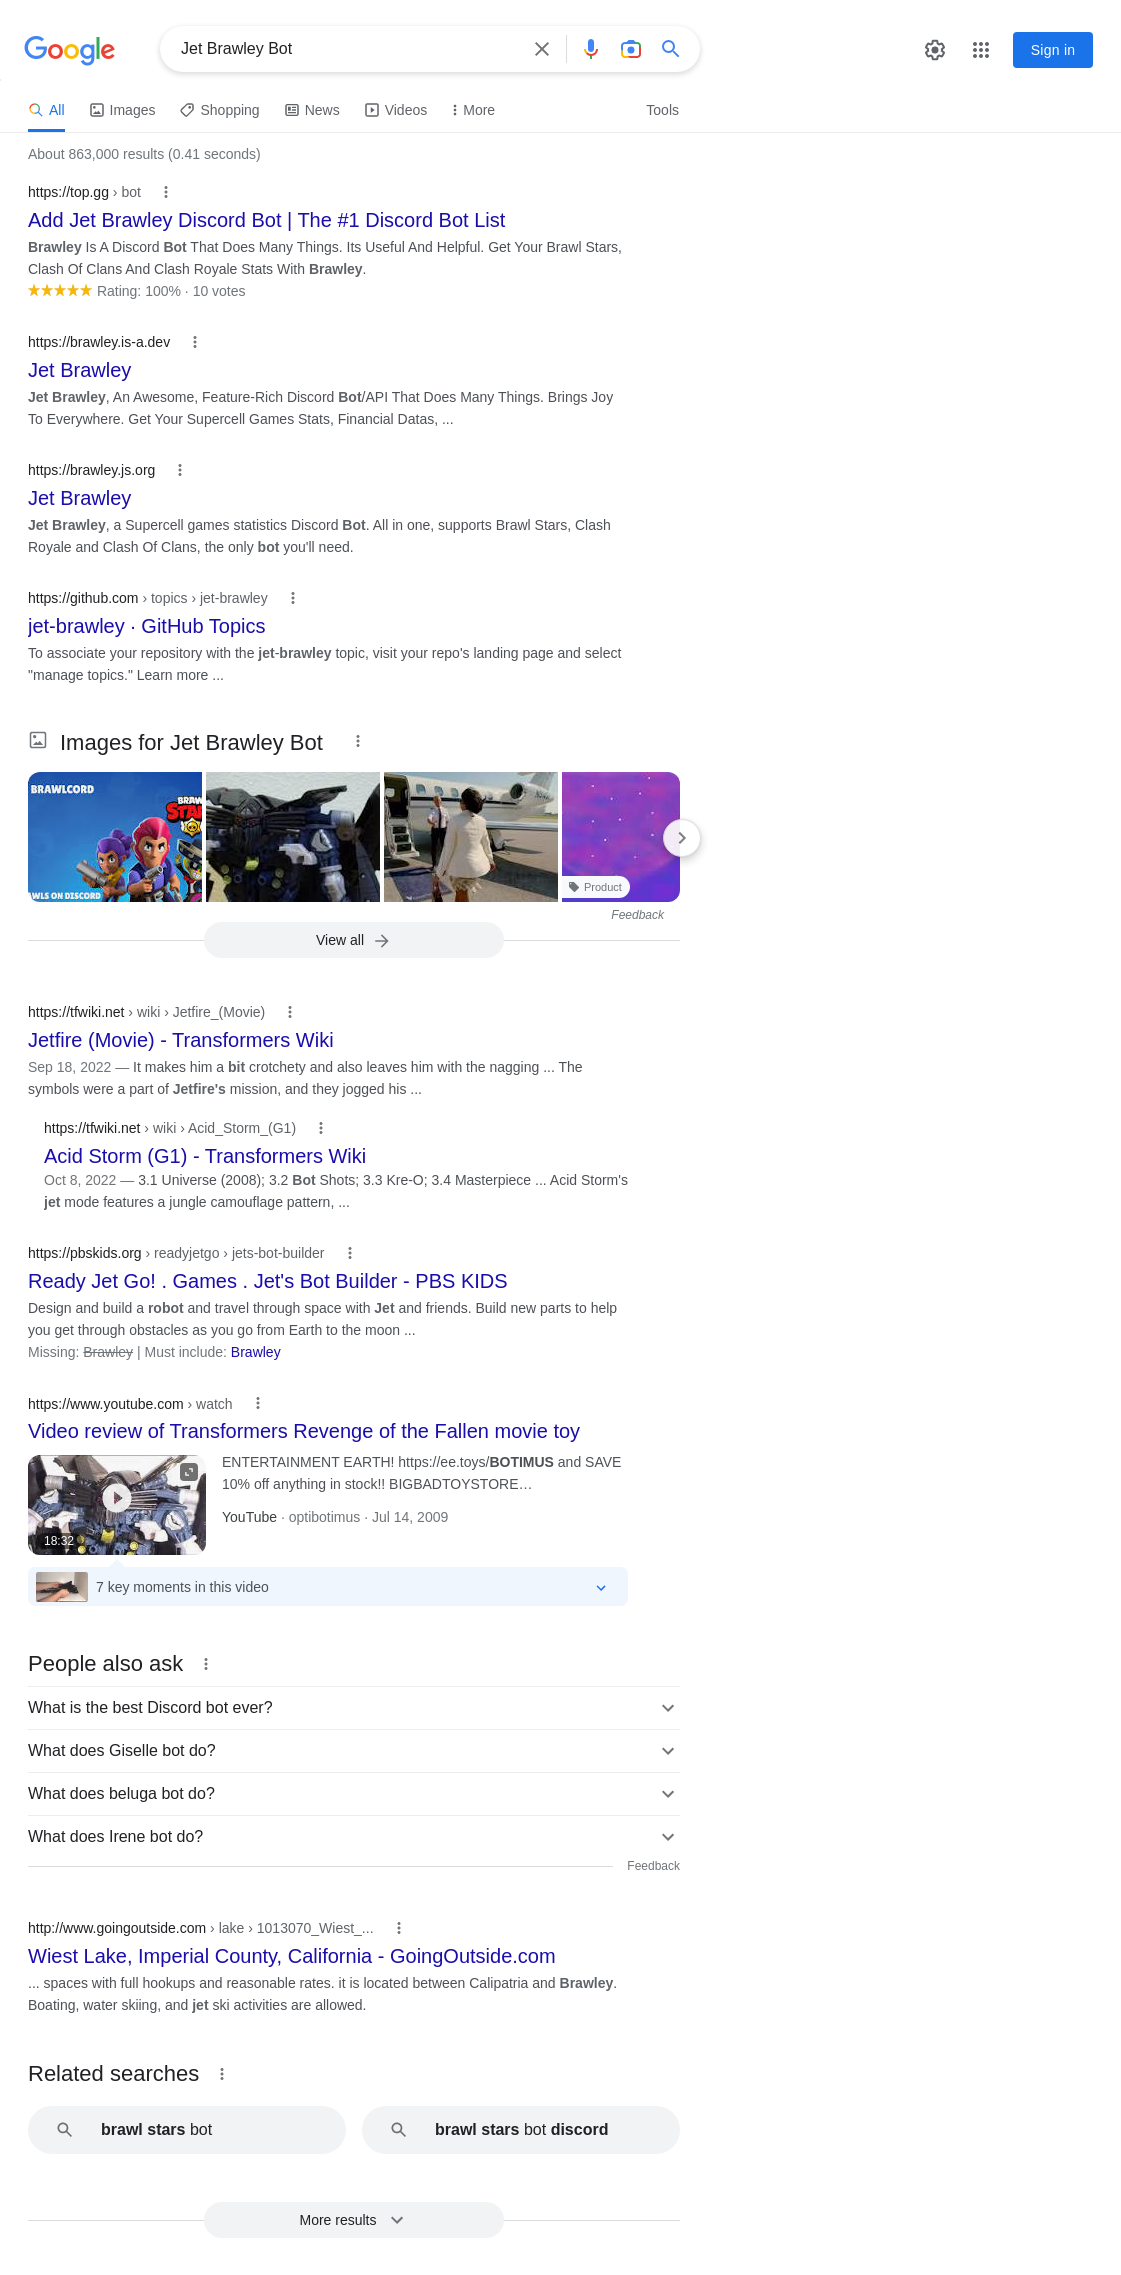 Google
Jet Brawley Bot
Sign in
All
Images
Shopping
News
Videos
More
Tools
About 863,000 results (0.41 seconds)
https://top.gg › bot
Add Jet Brawley Discord Bot | The #1 Discord Bot List
Brawley Is A Discord Bot That Does Many Things. Its Useful And Helpful. Get Your Brawl Stars,
Clash Of Clans And Clash Royale Stats With Brawley.
Rating: 100% · 10 votes
https://brawley.is-a.dev
Jet Brawley
Jet Brawley, An Awesome, Feature-Rich Discord Bot/API That Does Many Things. Brings Joy
To Everywhere. Get Your Supercell Games Stats, Financial Datas, ...
https://brawley.js.org
Jet Brawley
Jet Brawley, a Supercell games statistics Discord Bot. All in one, supports Brawl Stars, Clash
Royale and Clash Of Clans, the only bot you'll need.
https://github.com › topics › jet-brawley
jet-brawley · GitHub Topics
To associate your repository with the jet-brawley topic, visit your repo's landing page and select
"manage topics." Learn more ...
Images for Jet Brawley Bot
BRAWLCORD
BRAW
STA
WLS ON DISCORD
Product
Feedback
View all
https://tfwiki.net › wiki › Jetfire_(Movie)
Jetfire (Movie) - Transformers Wiki
Sep 18, 2022 — It makes him a bit crotchety and also leaves him with the nagging ... The
symbols were a part of Jetfire's mission, and they jogged his ...
https://tfwiki.net › wiki › Acid_Storm_(G1)
Acid Storm (G1) - Transformers Wiki
Oct 8, 2022 — 3.1 Universe (2008); 3.2 Bot Shots; 3.3 Kre-O; 3.4 Masterpiece ... Acid Storm's
jet mode features a jungle camouflage pattern, ...
https://pbskids.org › readyjetgo › jets-bot-builder
Ready Jet Go! . Games . Jet's Bot Builder - PBS KIDS
Design and build a robot and travel through space with Jet and friends. Build new parts to help
you get through obstacles as you go from Earth to the moon ...
Missing: Brawley | Must include: Brawley
https://www.youtube.com › watch
Video review of Transformers Revenge of the Fallen movie toy
ENTERTAINMENT EARTH! https://ee.toys/BOTIMUS and SAVE
10% off anything in stock!! BIGBADTOYSTORE…
YouTube · optibotimus · Jul 14, 2009
18:32
7 key moments in this video
People also ask
What is the best Discord bot ever?
What does Giselle bot do?
What does beluga bot do?
What does Irene bot do?
Feedback
http://www.goingoutside.com › lake › 1013070_Wiest_...
Wiest Lake, Imperial County, California - GoingOutside.com
... spaces with full hookups and reasonable rates. it is located between Calipatria and Brawley.
Boating, water skiing, and jet ski activities are allowed.
Related searches
brawl stars bot
brawl stars bot discord
More results